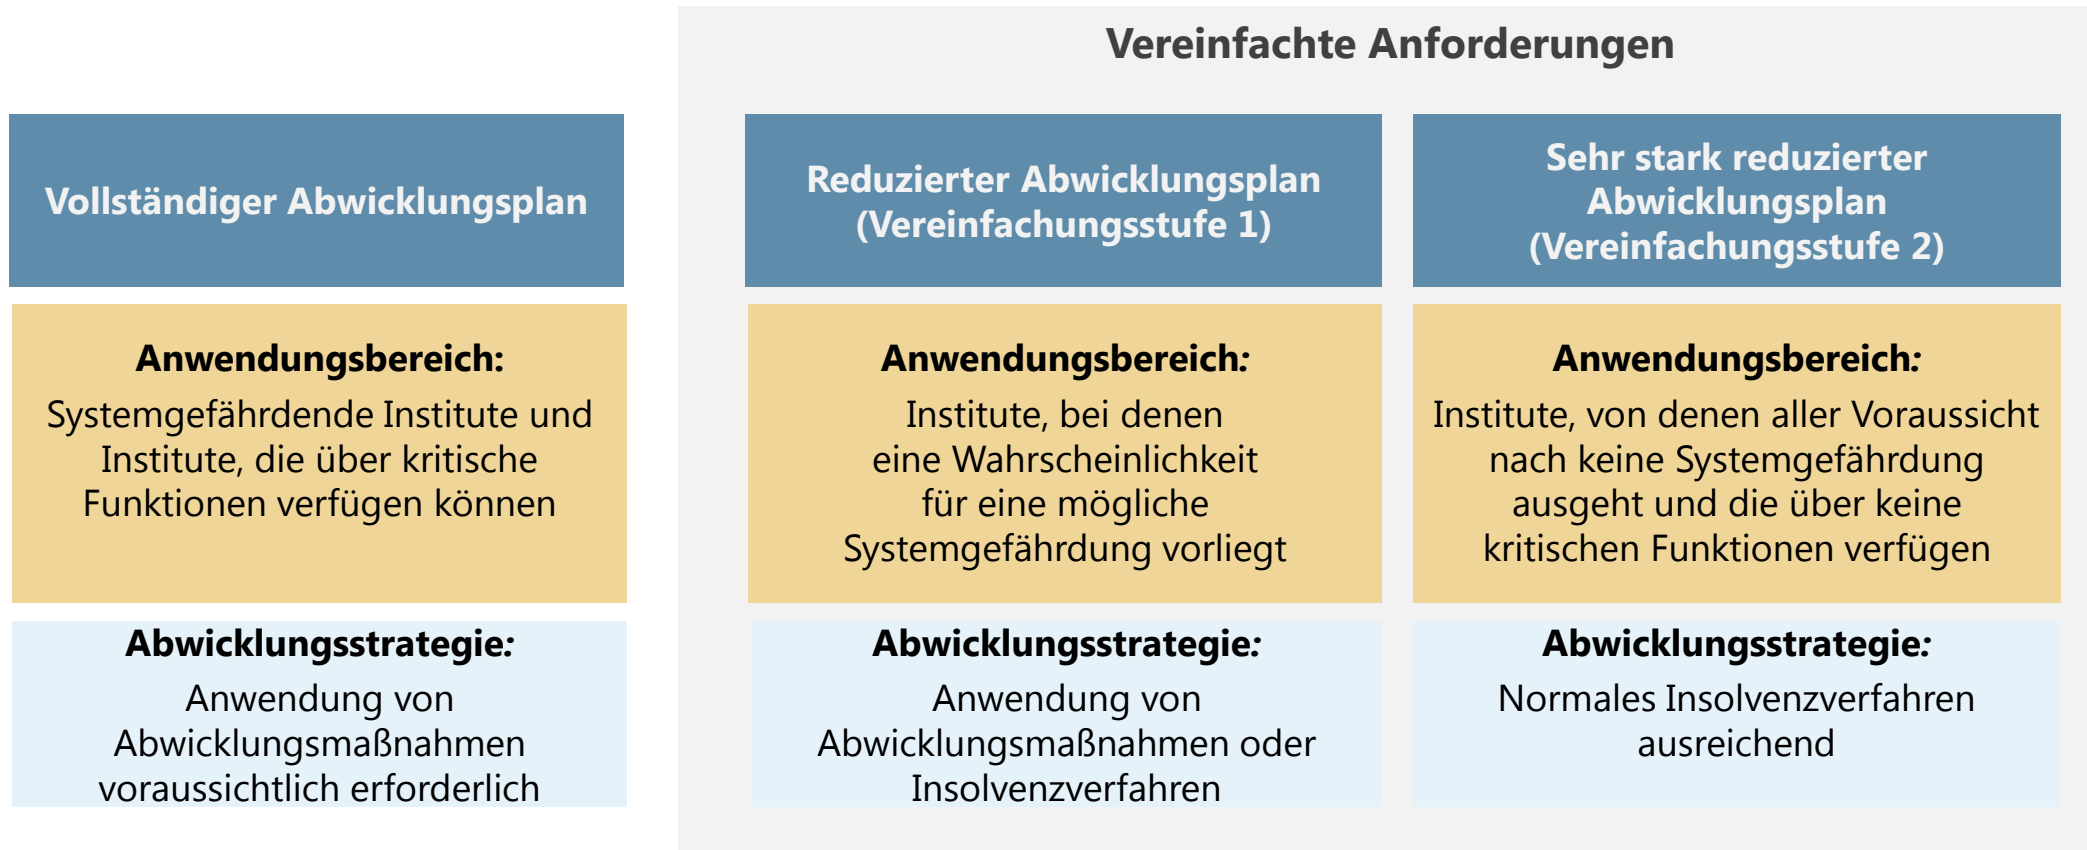 Vereinfachte Anforderungen
Vollständiger Abwicklungsplan
Anwendungsbereich:
Systemgefährdende Institute und
Institute, die über kritische
Funktionen verfügen können
Abwicklungsstrategie:
Anwendung von
Abwicklungsmaßnahmen
voraussichtlich erforderlich
Reduzierter Abwicklungsplan
(Vereinfachungsstufe 1)
Anwendungsbereich:
Institute, bei denen
eine Wahrscheinlichkeit
für eine mögliche
Systemgefährdung vorliegt
Abwicklungsstrategie:
Anwendung von
Abwicklungsmaßnahmen oder
Insolvenzverfahren
Sehr stark reduzierter
Abwicklungsplan
(Vereinfachungsstufe 2)
Anwendungsbereich:
Institute, von denen aller Voraussicht
nach keine Systemgefährdung
ausgeht und die über keine
kritischen Funktionen verfügen
Abwicklungsstrategie:
Normales Insolvenzverfahren
ausreichend